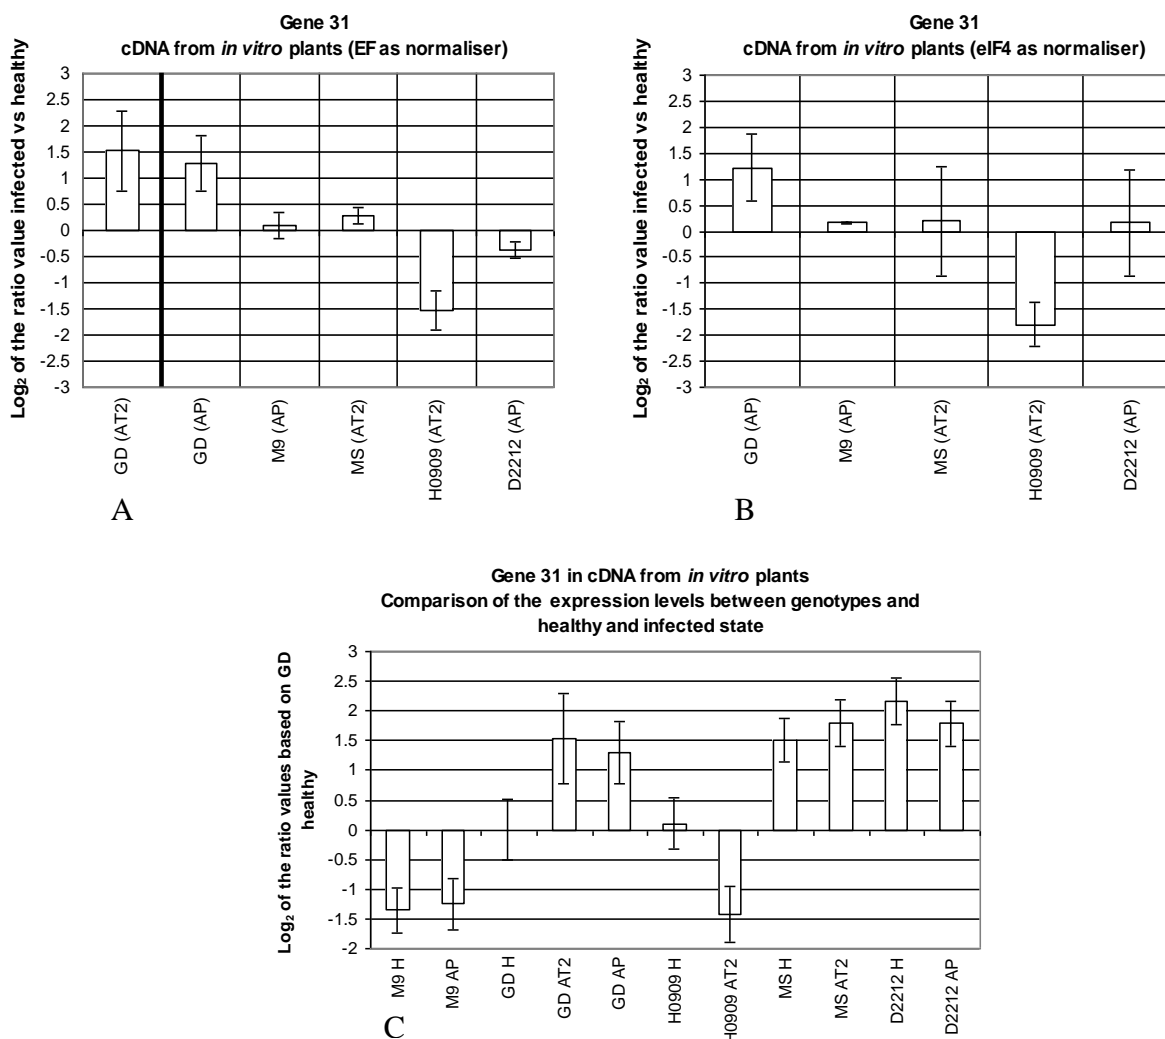 Gene 31
cDNA from in vitro plants (EF as normaliser)
Log2 of the ratio value infected vs healthy
3
2.5
2
1.5
1
0.5
0
-0.5
-1
-1.5
-2
-2.5
-3
GD (AT2)
GD (AP)
M9 (AP)
MS (AT2)
H0909 (AT2)
D2212 (AP)
A
Gene 31
cDNA from in vitro plants (eIF4 as normaliser)
Log2 of the ratio value infected vs healthy
3
2.5
2
1.5
1
0.5
0
-0.5
-1
-1.5
-2
-2.5
-3
GD (AP)
M9 (AP)
MS (AT2)
H0909 (AT2)
D2212 (AP)
B
Gene 31 in cDNA from in vitro plants
Comparison of the expression levels between genotypes and
healthy and infected state
Log2 of the ratio values based on GD
healthy
3
2.5
2
1.5
1
0.5
0
-0.5
-1
-1.5
-2
M9 H
M9 AP
GD H
GD AT2
GD AP
H0909 H
H0909 AT2
MS H
MS AT2
D2212 H
D2212 AP
C